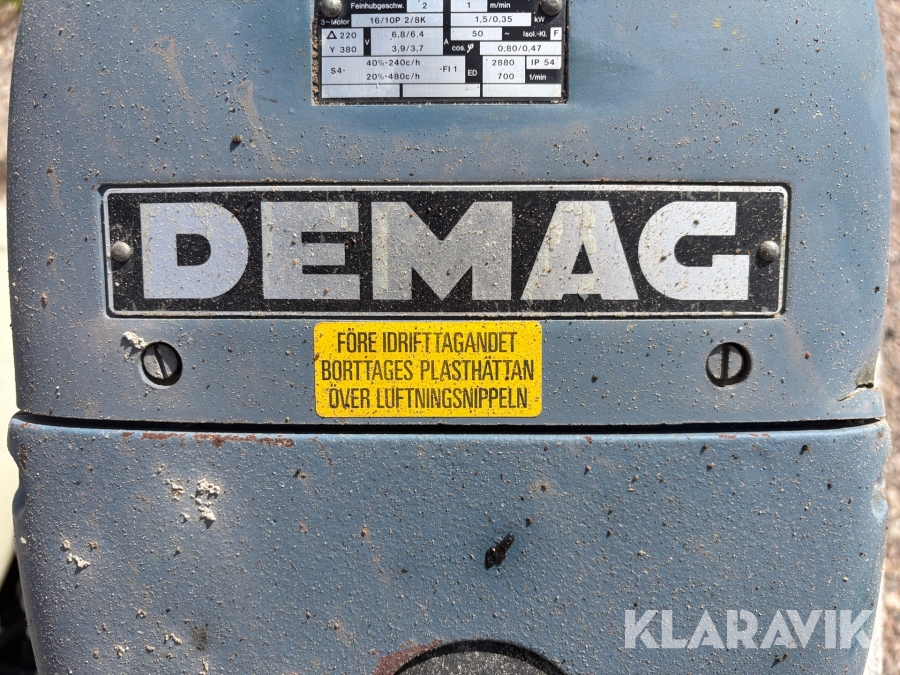 Feinhubgeschw. 2 1 m/min
3~Motor 16/10P 2/8K 1,5/0,35 kW
Δ 220 V 6,8/6.4 A 50 ~ Isol.-Kl. F
Y 380 3,9/3,7 cos. φ 0,80/0,47
S4- 40%-240c/h -FI 1 ED 2880 IP 54
20%-480c/h 700 1/min
DEMAG
FÖRE IDRIFTTAGANDET
BORTTAGES PLASTHÄTTAN
ÖVER LUFTNINGSNIPPELN
KLARAVIK